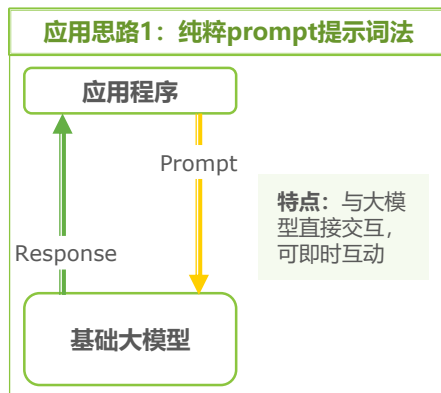 应用思路1：纯粹prompt提示词法
应用程序
Prompt
特点：与大模
型直接交互，
可即时互动
Response
基础大模型